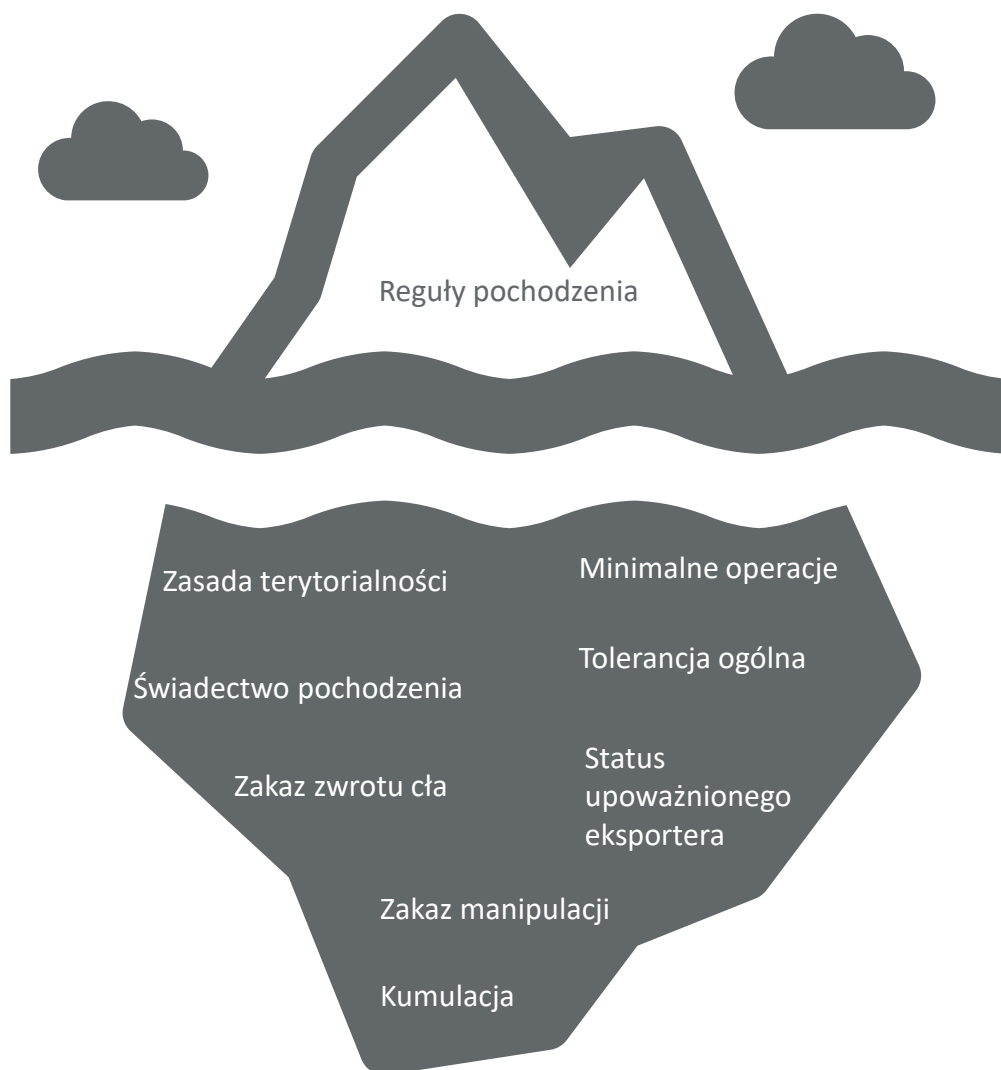 Reguły pochodzenia
Zasada terytorialności
Minimalne operacje
Świadectwo pochodzenia
Tolerancja ogólna
Zakaz zwrotu cła
Status
upoważnionego
eksportera
Zakaz manipulacji
Kumulacja